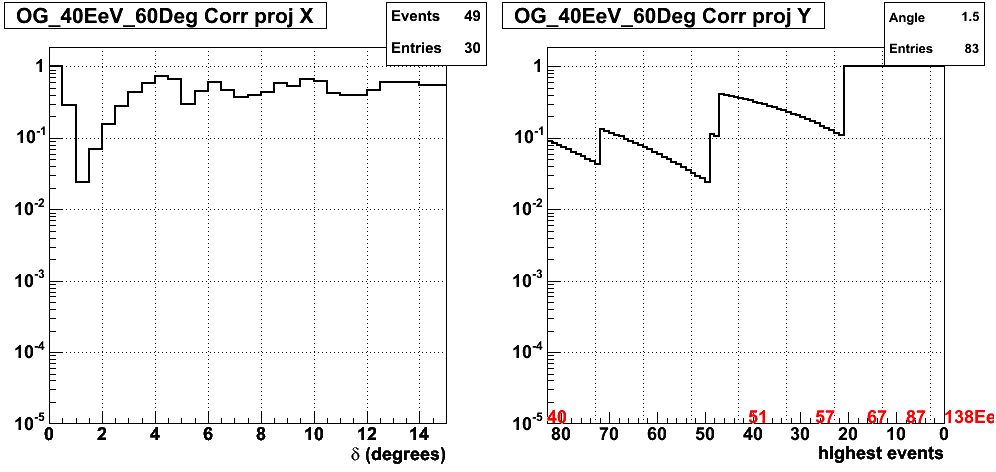 OG_40EeV_60Deg Corr proj X
Events 49
Entries 30
1
10-1
10-2
10-3
10-4
10-5
0 2 4 6 8 10 12 14
δ (degrees)
OG_40EeV_60Deg Corr proj Y
Angle 1.5
Entries 83
1
10-1
10-2
10-3
10-4
10-5
40 51 57 67 87 138Ee
80 70 60 50 40 30 20 10 0
highest events